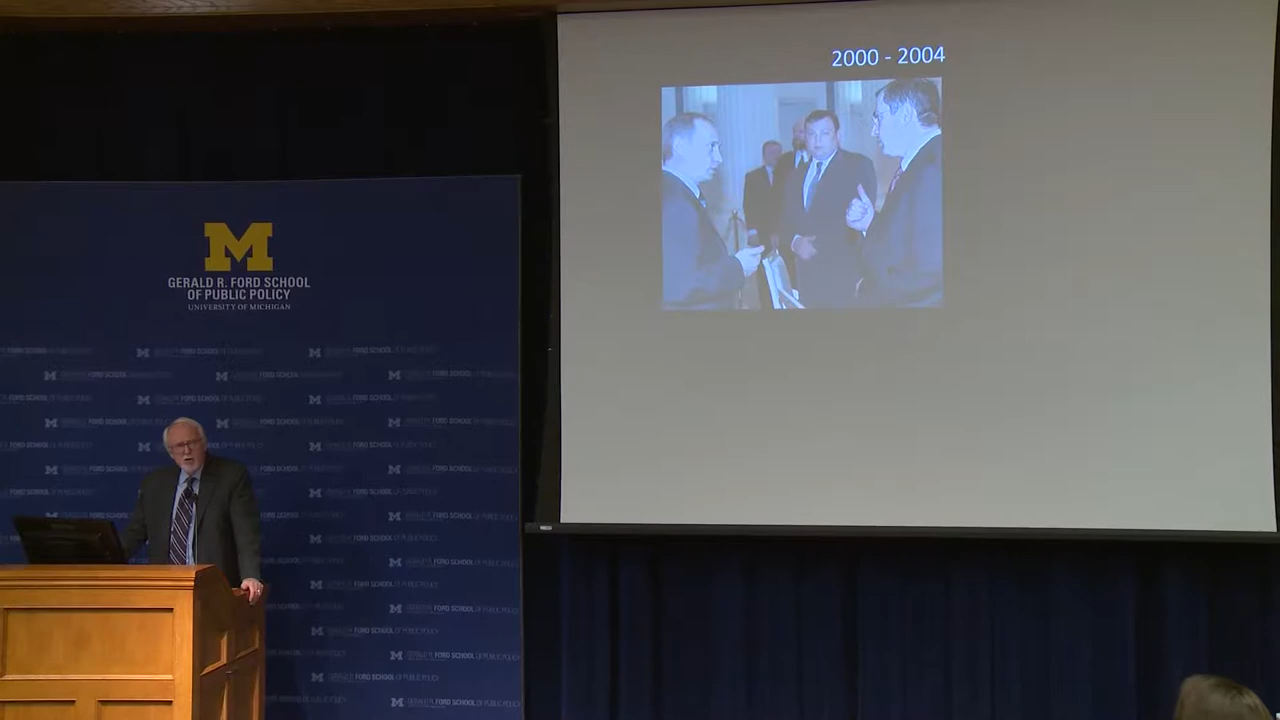 2000 - 2004
M
GERALD R. FORD SCHOOL
OF PUBLIC POLICY
UNIVERSITY OF MICHIGAN